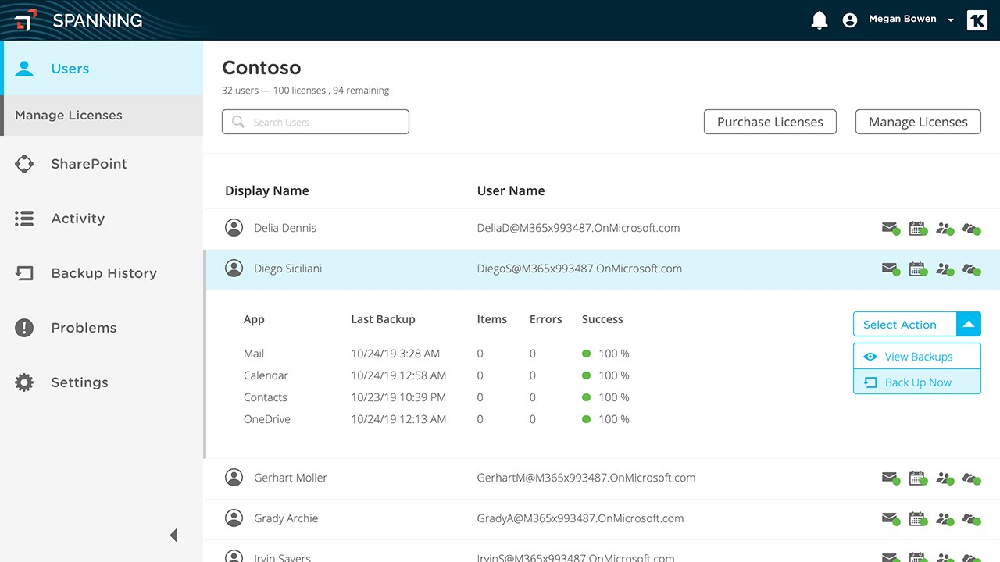 SPANNING
Megan Bowen
Users
Manage Licenses
SharePoint
Activity
Backup History
Problems
Settings
Contoso
32 users — 100 licenses , 94 remaining
Search Users
Purchase Licenses
Manage Licenses
Display Name User Name
Delia Dennis DeliaD@M365x993487.OnMicrosoft.com
Diego Siciliani DiegoS@M365x993487.OnMicrosoft.com
App Last Backup Items Errors Success
Mail 10/24/19 3:28 AM 0 0 100 %
Calendar 10/24/19 12:58 AM 0 0 100 %
Contacts 10/23/19 10:39 PM 0 0 100 %
OneDrive 10/24/19 12:13 AM 0 0 100 %
Select Action
View Backups
Back Up Now
Gerhart Moller GerhartM@M365x993487.OnMicrosoft.com
Grady Archie GradyA@M365x993487.OnMicrosoft.com
Irvin Sayers IrvinS@M365x993487.OnMicrosoft.com